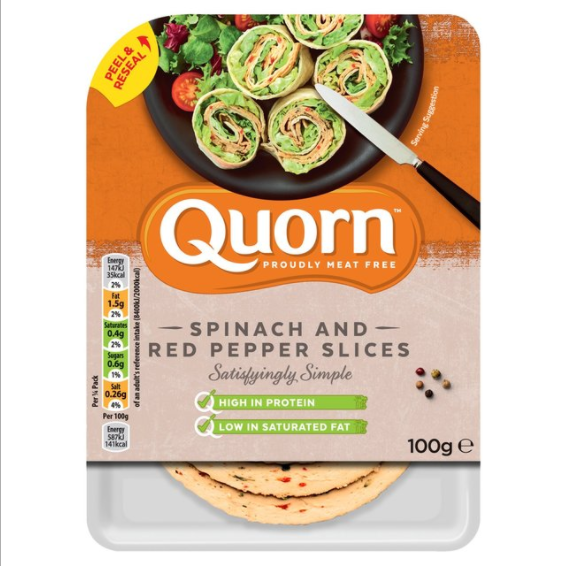 PEEL &
RESEAL
Serving Suggestion
Quorn™
PROUDLY MEAT FREE
Energy
147kJ
35kcal
2%
Fat
1.5g
2%
Saturates
0.4g
2%
Sugars
0.6g
1%
Salt
0.26g
4%
Per 100g
Energy
587kJ
141kcal
Per ¼ Pack
of an adult's reference intake (8400kJ/2000kcal)
SPINACH AND
RED PEPPER SLICES
Satisfyingly Simple
HIGH IN PROTEIN
LOW IN SATURATED FAT
100g ℮